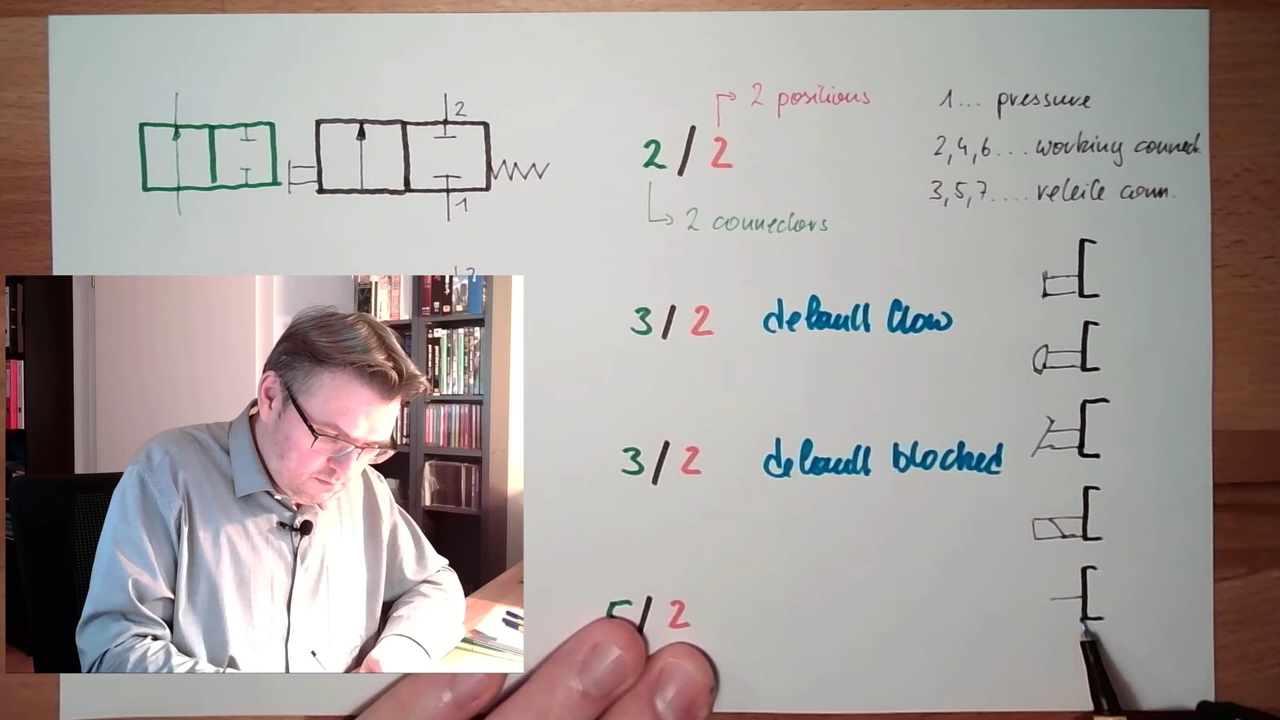 2 positions
2
2 / 2
1
2 connectors
1... pressure
2,4,6... working connect.
3,5,7.... releile conn.
3/2 default flow
3/2 default blocked
5/2